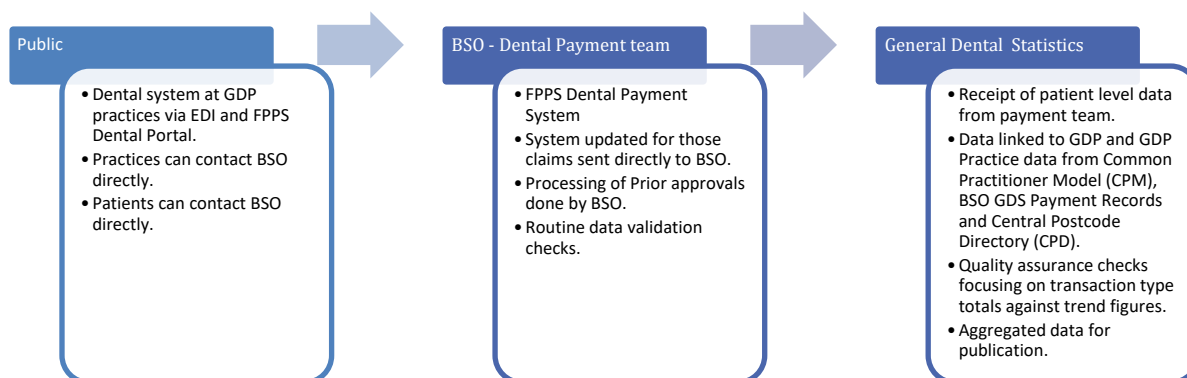 Public
• Dental system at GDP
practices via EDI and FPPS
Dental Portal.
• Practices can contact BSO
directly.
• Patients can contact BSO
directly.
BSO - Dental Payment team
• FPPS Dental Payment
System
• System updated for those
claims sent directly to BSO.
• Processing of Prior approvals
done by BSO.
• Routine data validation
checks.
General Dental Statistics
• Receipt of patient level data
from payment team.
• Data linked to GDP and GDP
Practice data from Common
Practitioner Model (CPM),
BSO GDS Payment Records
and Central Postcode
Directory (CPD).
• Quality assurance checks
focusing on transaction type
totals against trend figures.
• Aggregated data for
publication.